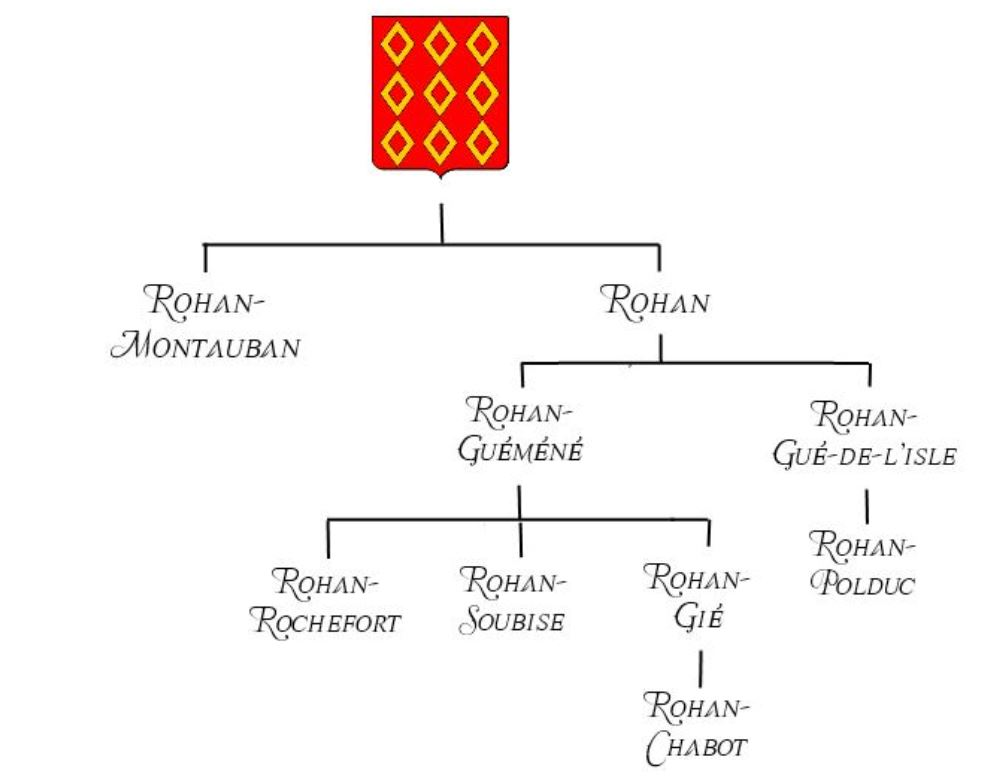 Rohan-
Montauban
Rohan
Rohan-
Guéméné
Rohan-
Gué-de-l'isle
Rohan-
Rochefort
Rohan-
Soubise
Rohan-
Gié
Rohan-
Polduc
Rohan-
Chabot